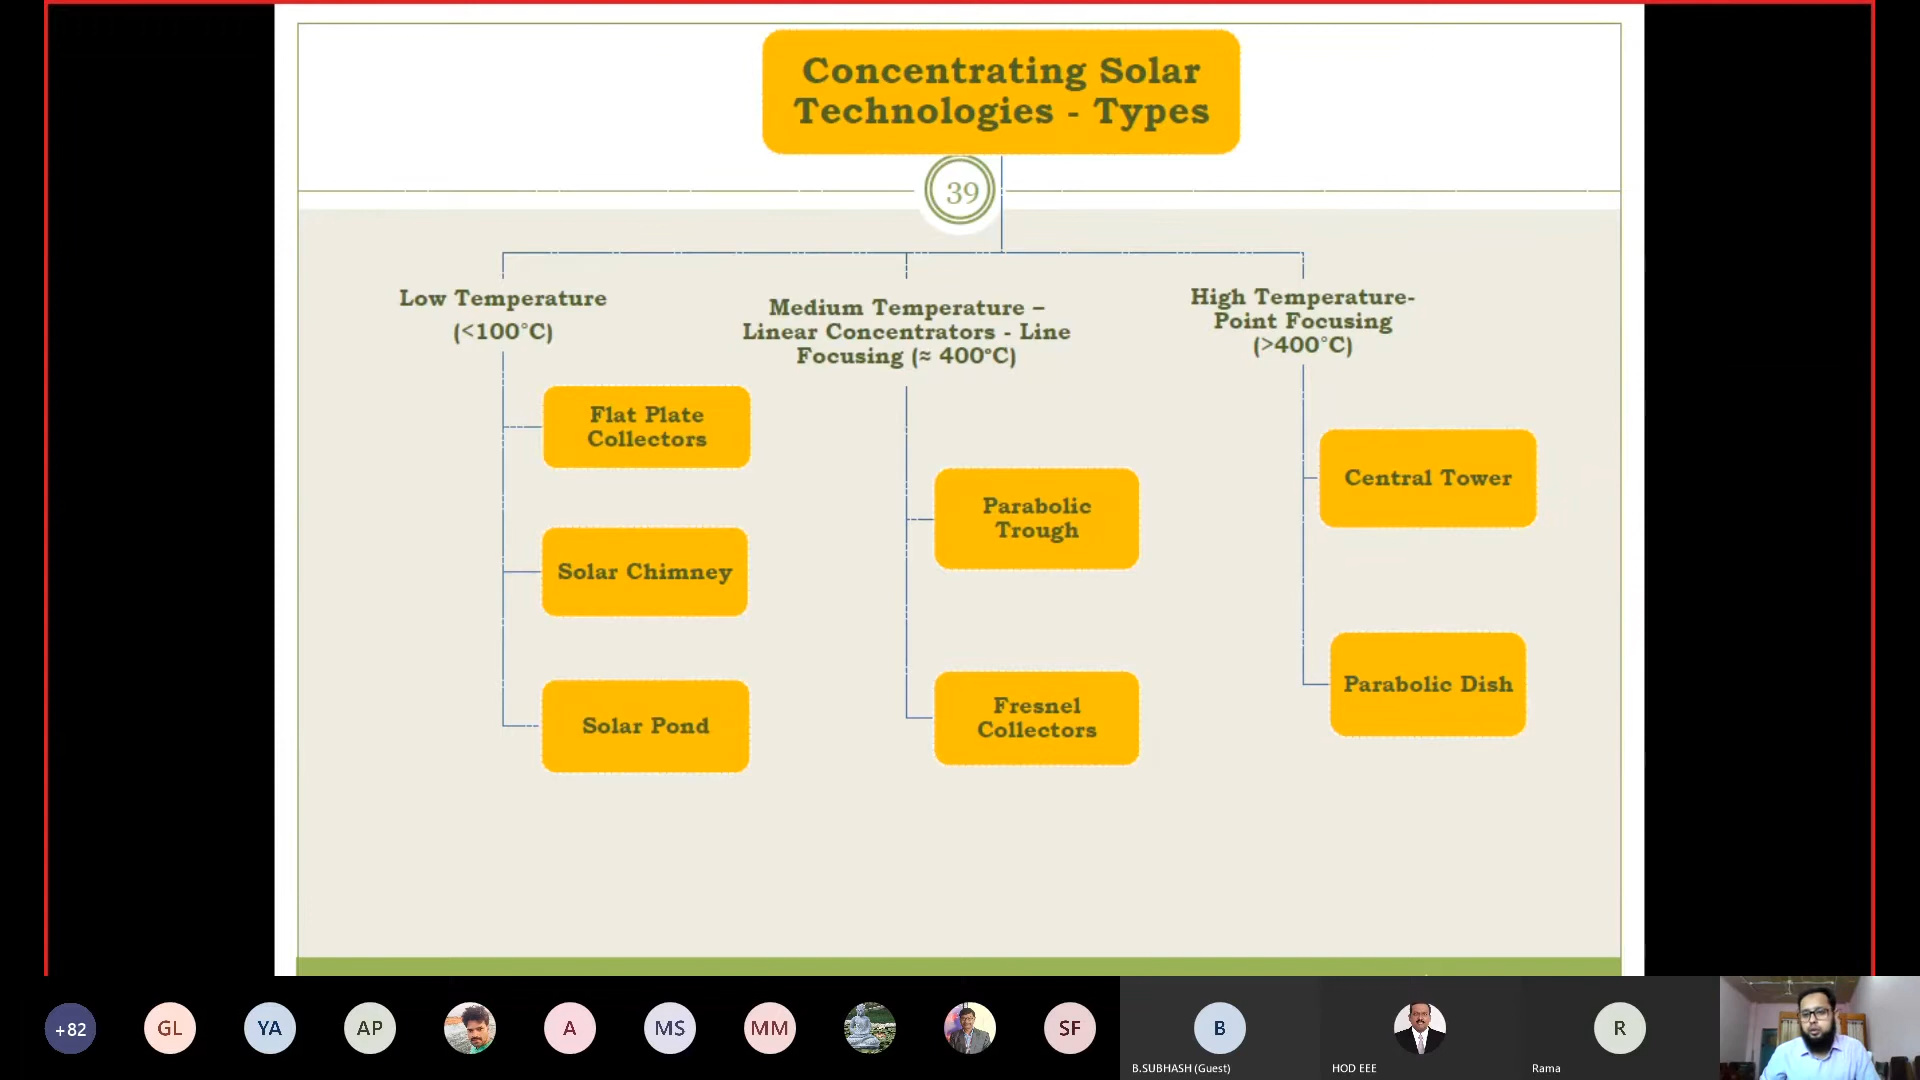 Concentrating Solar
Technologies - Types
39
Low Temperature
(<100°C)
Medium Temperature –
Linear Concentrators - Line
Focusing (≈ 400°C)
High Temperature-
Point Focusing
(>400°C)
Flat Plate
Collectors
Solar Chimney
Solar Pond
Parabolic
Trough
Fresnel
Collectors
Central Tower
Parabolic Dish
+82
GL
YA
AP
A
MS
MM
SF
B
B.SUBHASH (Guest)
HOD EEE
R
Rama